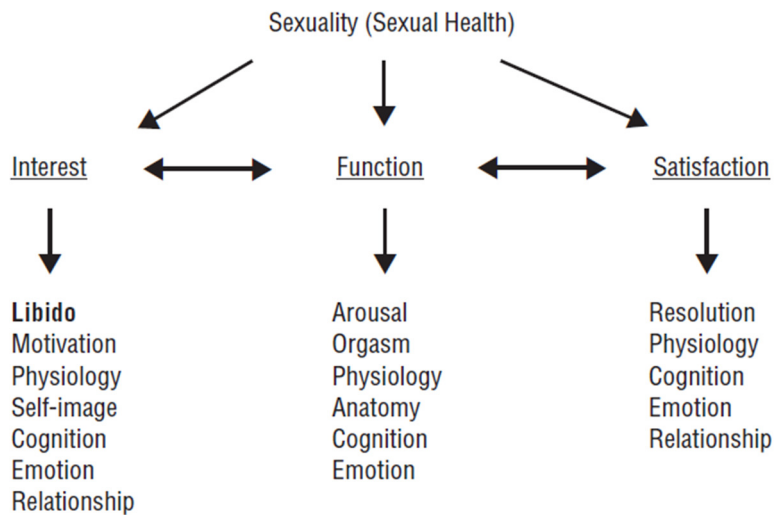 Sexuality (Sexual Health)
Interest
Function
Satisfaction
Libido
Motivation
Physiology
Self-image
Cognition
Emotion
Relationship
Arousal
Orgasm
Physiology
Anatomy
Cognition
Emotion
Resolution
Physiology
Cognition
Emotion
Relationship